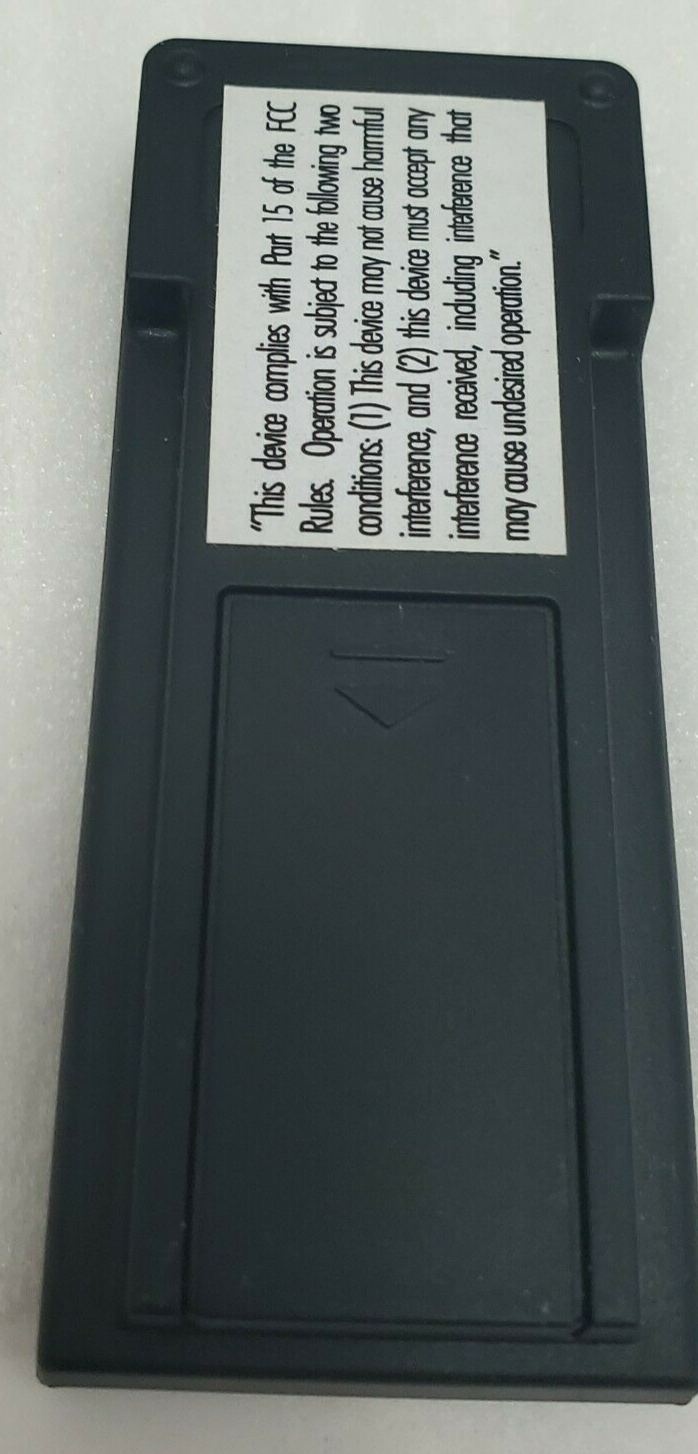 "This device complies with Part 15 of the FCC
Rules. Operation is subject to the following two
conditions: (1) This device may not cause harmful
interference, and (2) this device must accept any
interference received, including interference that
may cause undesired operation."